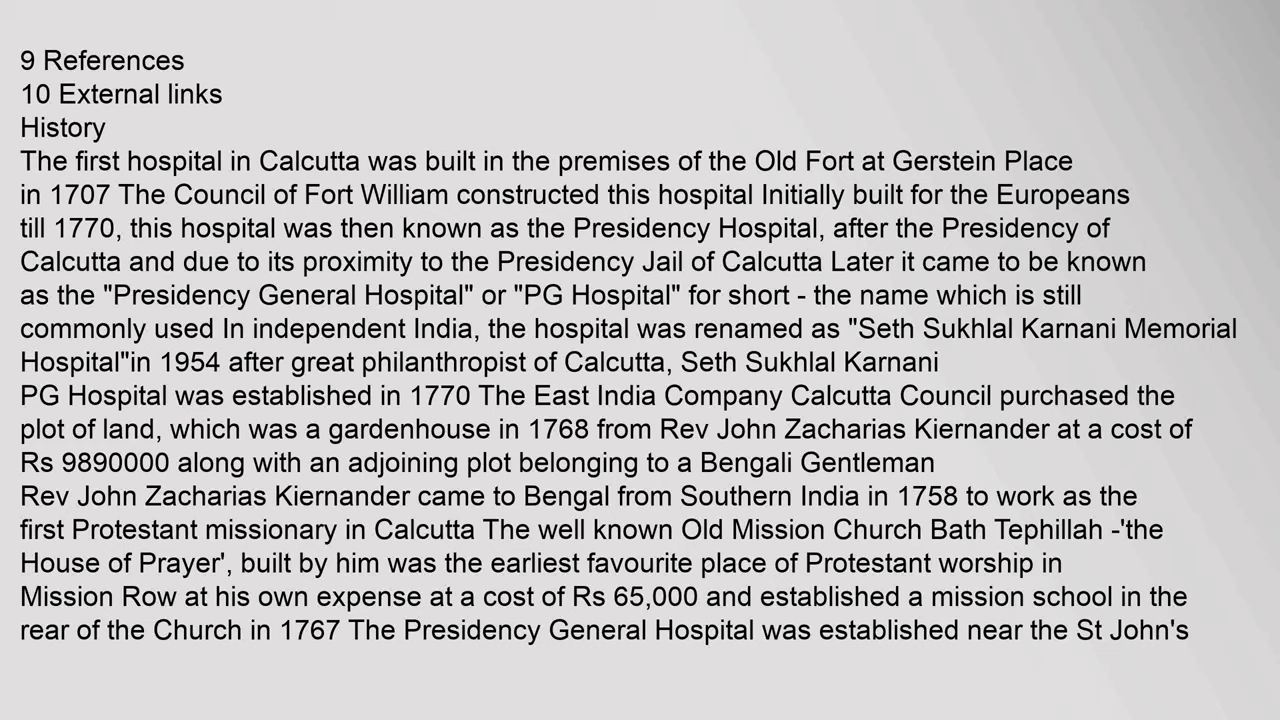 9 References
10 External links
History
The first hospital in Calcutta was built in the premises of the Old Fort at Gerstein Place
in 1707 The Council of Fort William constructed this hospital Initially built for the Europeans
till 1770, this hospital was then known as the Presidency Hospital, after the Presidency of
Calcutta and due to its proximity to the Presidency Jail of Calcutta Later it came to be known
as the "Presidency General Hospital" or "PG Hospital" for short - the name which is still
commonly used In independent India, the hospital was renamed as "Seth Sukhlal Karnani Memorial
Hospital"in 1954 after great philanthropist of Calcutta, Seth Sukhlal Karnani
PG Hospital was established in 1770 The East India Company Calcutta Council purchased the
plot of land, which was a gardenhouse in 1768 from Rev John Zacharias Kiernander at a cost of
Rs 9890000 along with an adjoining plot belonging to a Bengali Gentleman
Rev John Zacharias Kiernander came to Bengal from Southern India in 1758 to work as the
first Protestant missionary in Calcutta The well known Old Mission Church Bath Tephillah -'the
House of Prayer', built by him was the earliest favourite place of Protestant worship in
Mission Row at his own expense at a cost of Rs 65,000 and established a mission school in the
rear of the Church in 1767 The Presidency General Hospital was established near the St John's